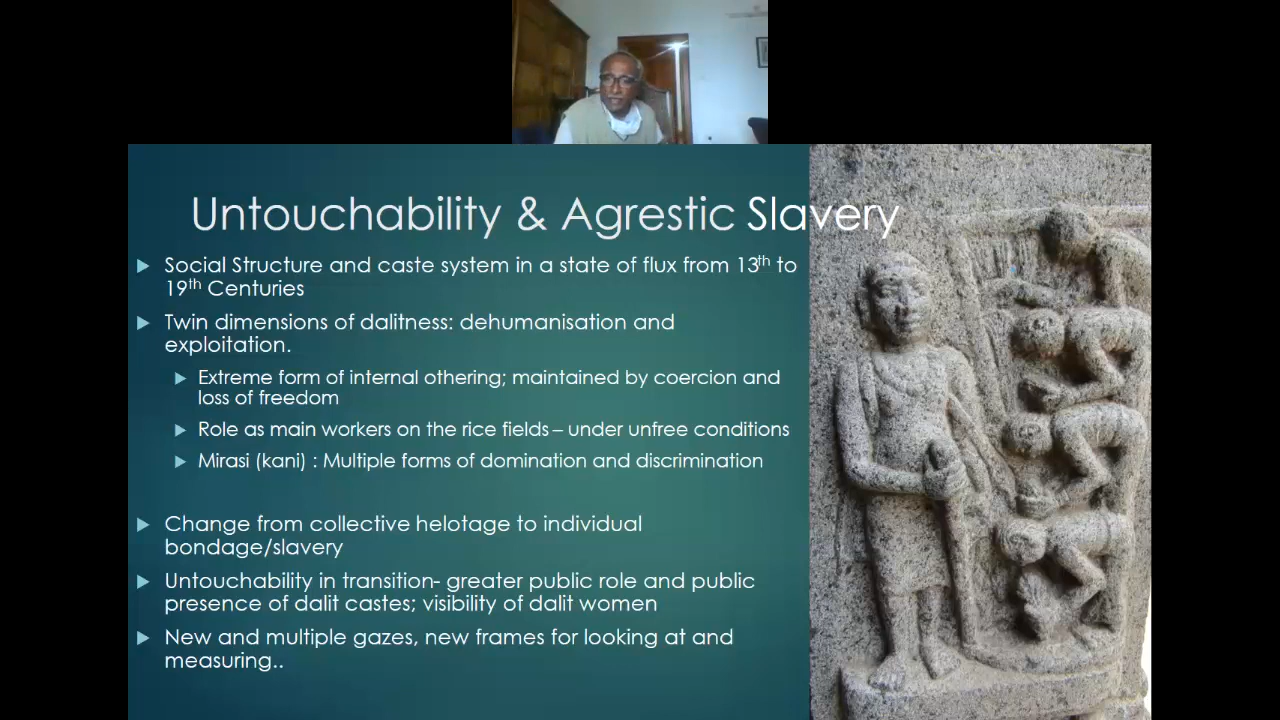 Untouchability & Agrestic Slavery
Social Structure and caste system in a state of flux from 13th to
19th Centuries
Twin dimensions of dalitness: dehumanisation and
exploitation.
Extreme form of internal othering; maintained by coercion and
loss of freedom
Role as main workers on the rice fields – under unfree conditions
Mirasi (kani) : Multiple forms of domination and discrimination
Change from collective helotage to individual
bondage/slavery
Untouchability in transition- greater public role and public
presence of dalit castes; visibility of dalit women
New and multiple gazes, new frames for looking at and
measuring..